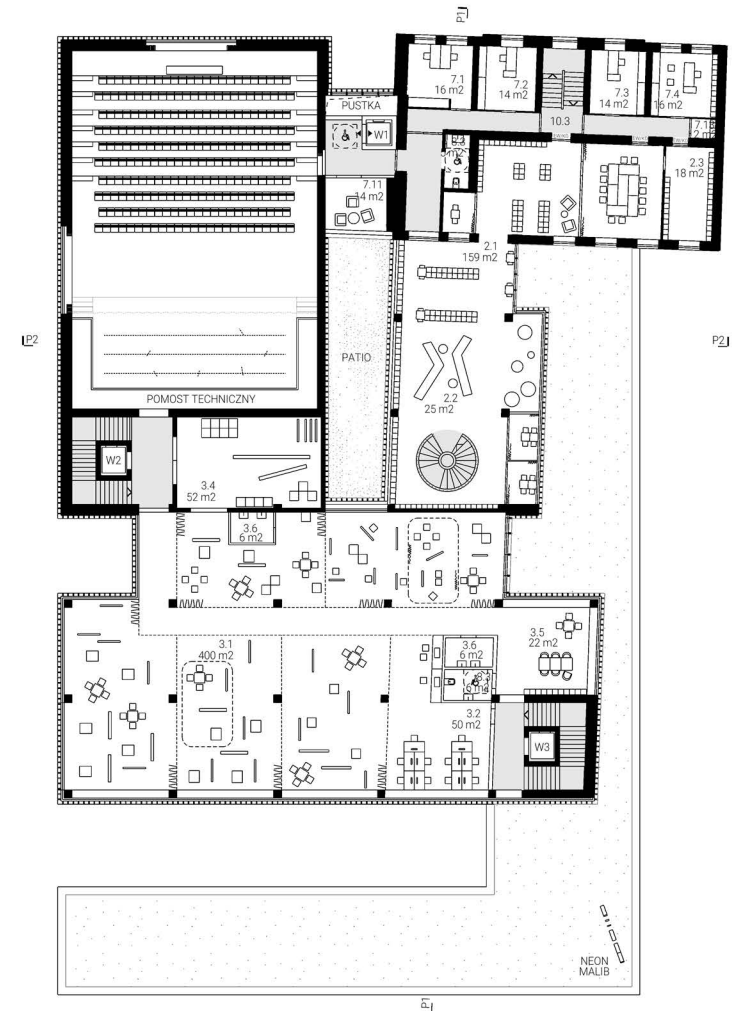 P1
7.1
16 m2
7.2
14 m2
7.3
14 m2
7.4
16 m2
PUSTKA
W1
10.3
2.3
18 m2
7.11
14 m2
2.1
159 m2
P2
P2
PATIO
2.2
25 m2
POMOST TECHNICZNY
W2
3.4
52 m2
3.6
6 m2
3.1
400 m2
3.6
6 m2
3.5
22 m2
3.2
50 m2
W3
NEON
MALIB
P1